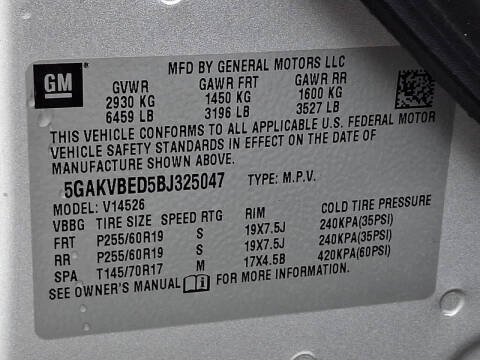 MFD BY GENERAL MOTORS LLC
GM
GVWR GAWR FRT GAWR RR
2930 KG 1450 KG 1600 KG
6459 LB 3196 LB 3527 LB
THIS VEHICLE CONFORMS TO ALL APPLICABLE U.S. FEDERAL MOTOR
VEHICLE SAFETY STANDARDS IN EFFECT ON THE DATE OF
MANUFACTURE SHOWN ABOVE.
5GAKVBED5BJ325047 TYPE: M.P.V.
MODEL: V14526
VBBG TIRE SIZE SPEED RTG RIM COLD TIRE PRESSURE
FRT P255/60R19 S 19X7.5J 240KPA(35PSI)
RR P255/60R19 S 19X7.5J 240KPA(35PSI)
SPA T145/70R17 M 17X4.5B 420KPA(60PSI)
SEE OWNER'S MANUAL FOR MORE INFORMATION.